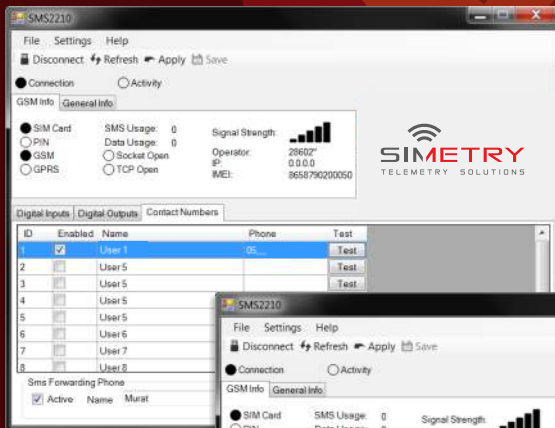 SMS2210
File Settings Help
Disconnect Refresh Apply Save
Connection Activity
GSM Info General Info
SIM Card SMS Usage: 0 Signal Strength:
PIN Data Usage: 0
GSM Socket Open Operator: 28602"
GPRS TCP Open IP: 0.0.0.0
IMEI: 8658790200050
SIMETRY
TELEMETRY SOLUTIONS
Digital Inputs Digital Outputs Contact Numbers
ID Enabled Name Phone Test
1 User 1 05__ Test
2 User 5 Test
3 User 5 Test
4 User 5
5 User 5
6 User 6
7 User 7
8 User 8
Sms Forwarding Phone
Active Name Murat
SMS2210
File Settings Help
Disconnect Refresh Apply Save
Connection Activity
GSM Info General Info
SIM Card SMS Usage: 0 Signal Strength: